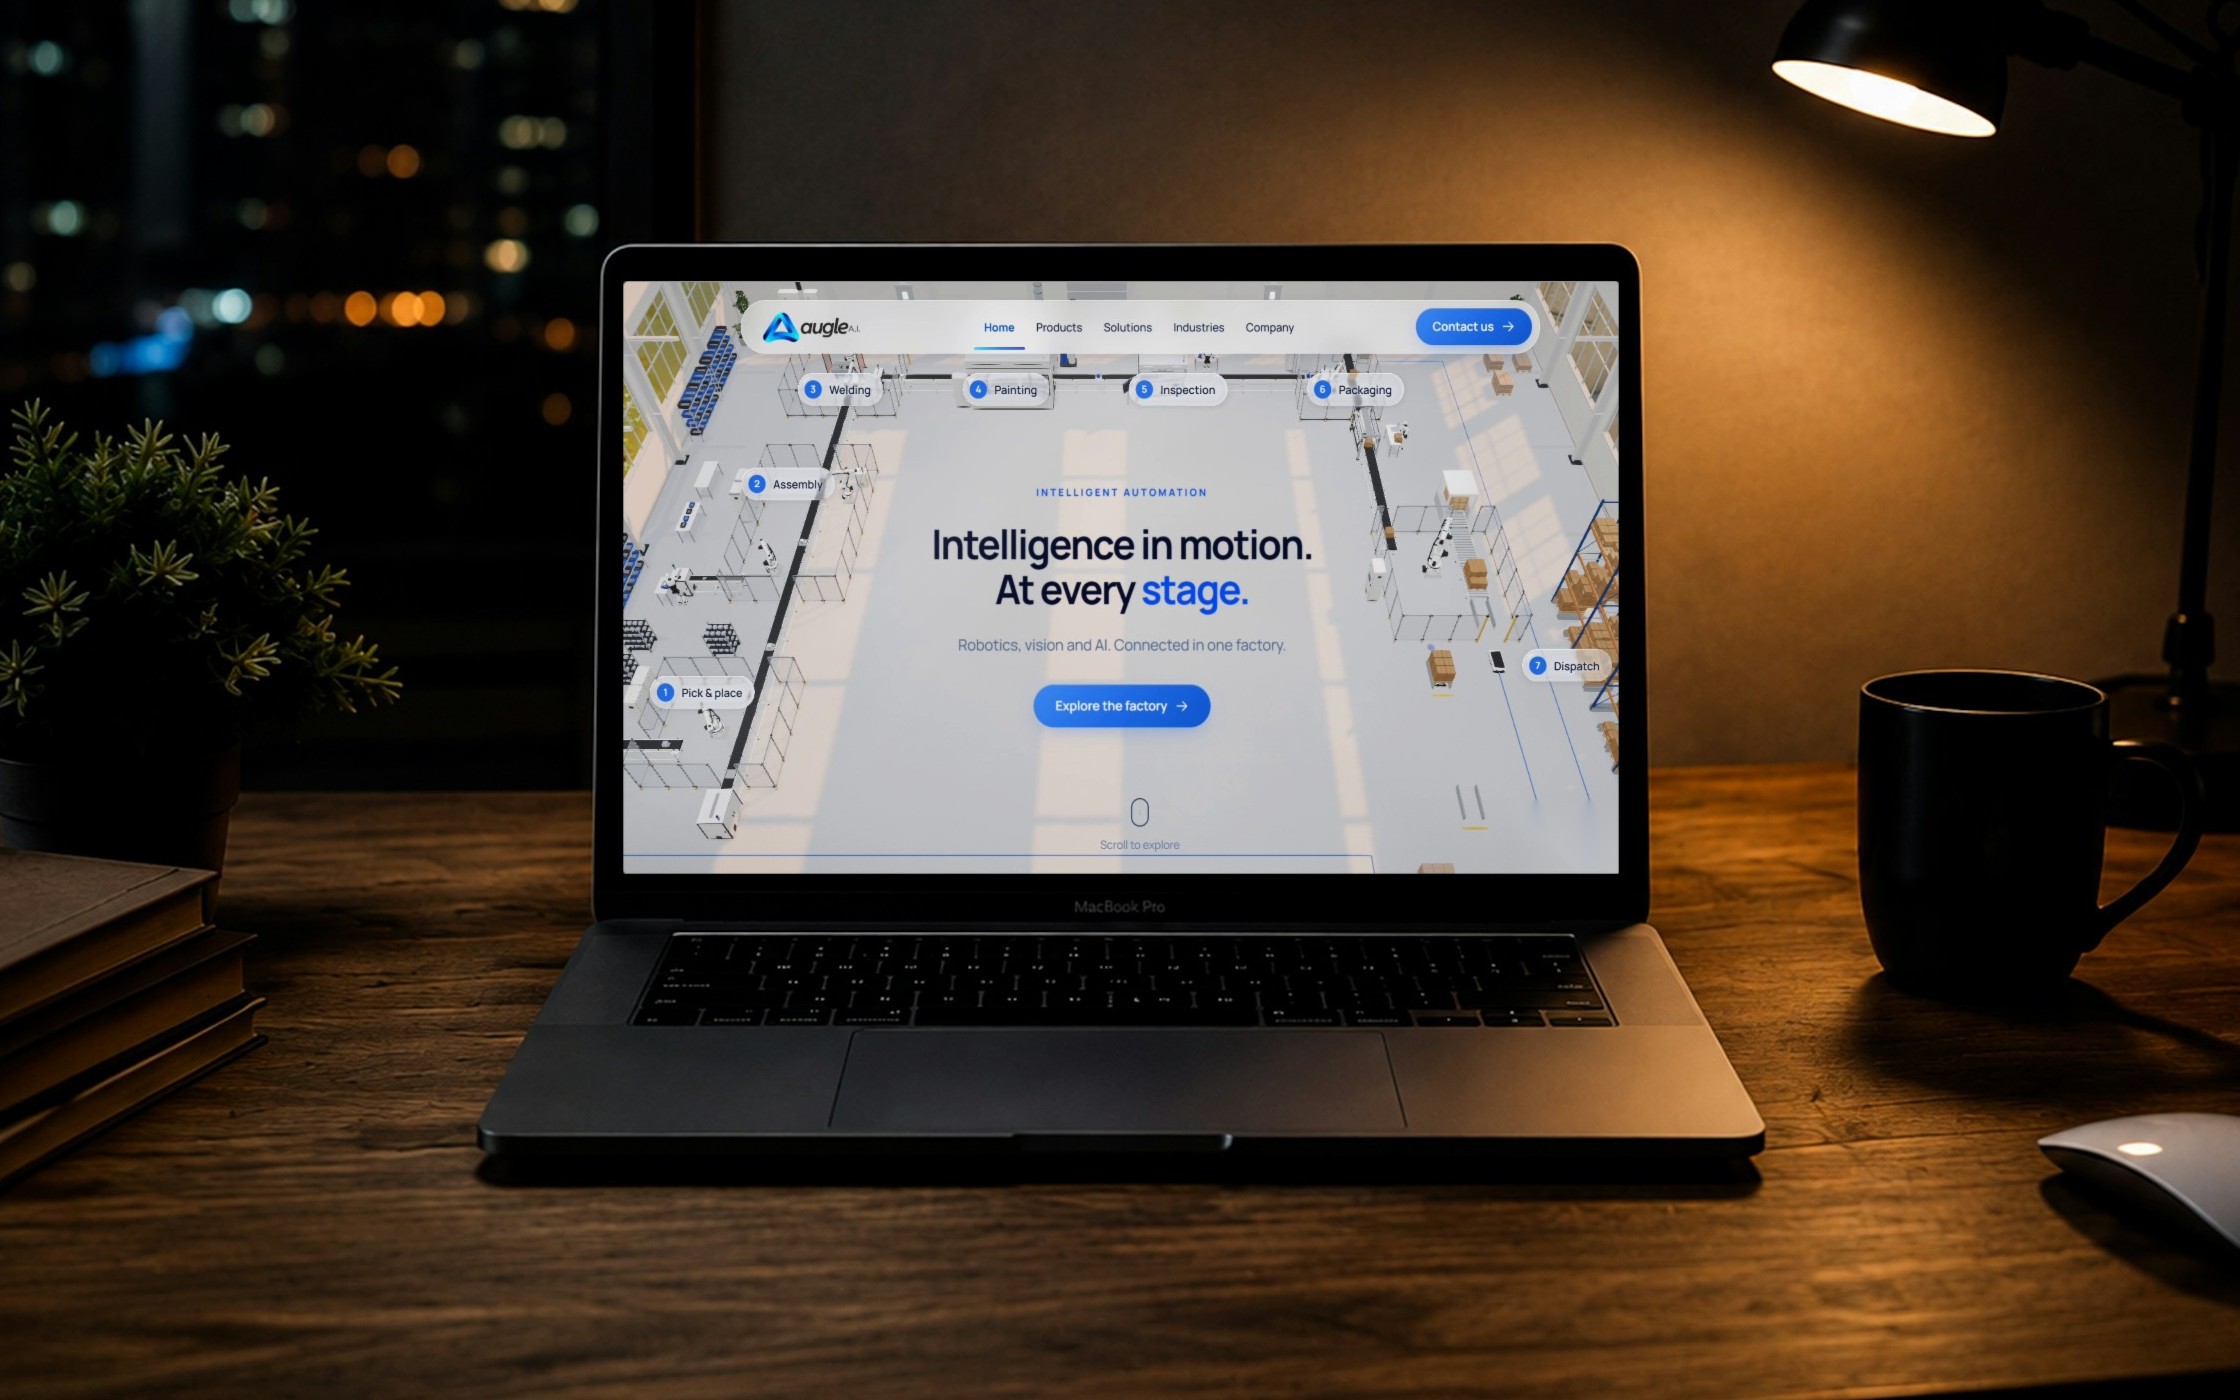 augle A.I.
Home Products Solutions Industries Company
Contact us
3 Welding
4 Painting
5 Inspection
6 Packaging
2 Assembly
INTELLIGENT AUTOMATION
Intelligence in motion.
At every stage.
Robotics, vision and AI. Connected in one factory.
7 Dispatch
1 Pick & place
Explore the factory
Scroll to explore
MacBook Pro